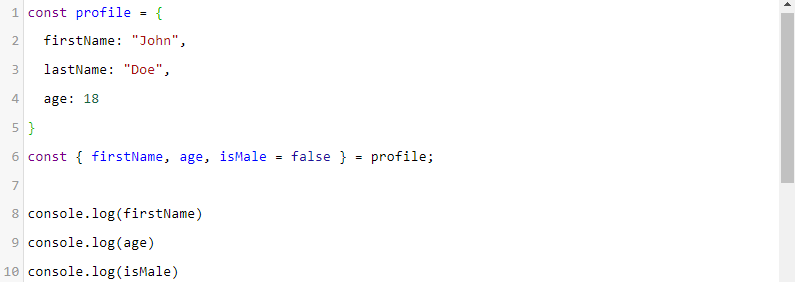 1 const profile = {
2   firstName: "John",
3   lastName: "Doe",
4   age: 18
5 }
6 const { firstName, age, isMale = false } = profile;
7
8 console.log(firstName)
9 console.log(age)
10 console.log(isMale)